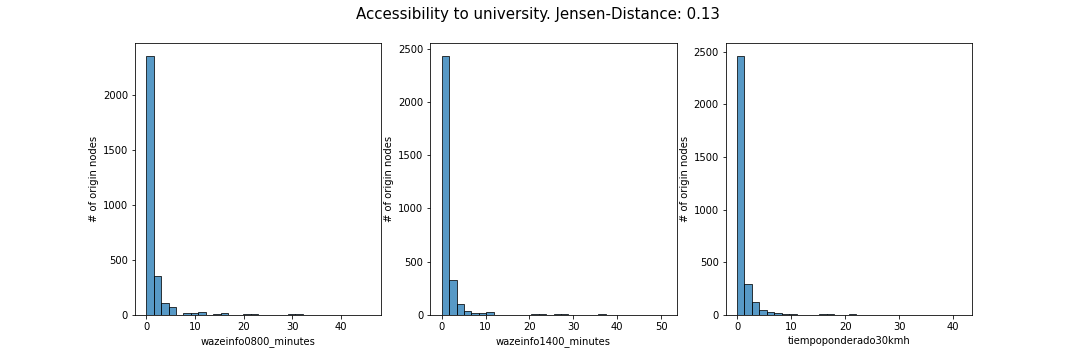 Accessibility to university. Jensen-Distance: 0.13
# of origin nodes
2000
1500
1000
500
0
0 10 20 30 40
wazeinfo0800_minutes
# of origin nodes
2500
2000
1500
1000
500
0
0 10 20 30 40 50
wazeinfo1400_minutes
# of origin nodes
2500
2000
1500
1000
500
0
0 10 20 30 40
tiempoponderado30kmh